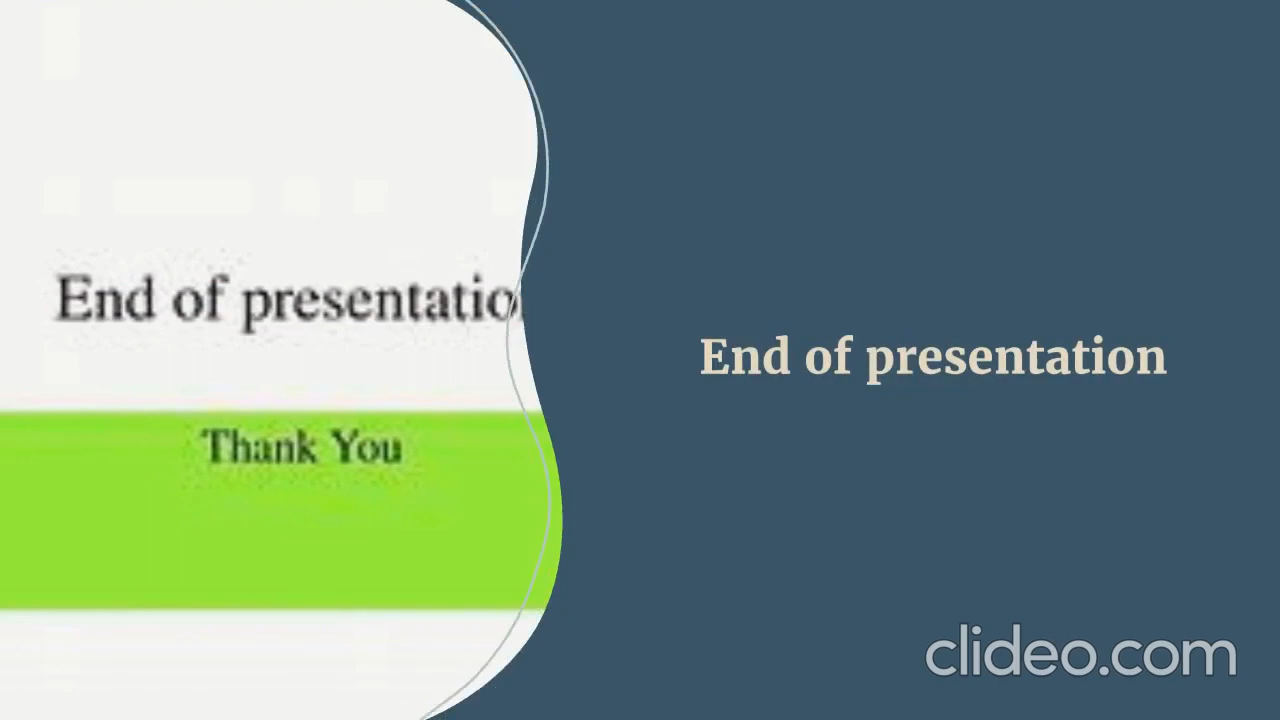 End of presentatio
Thank You
End of presentation
clideo.com